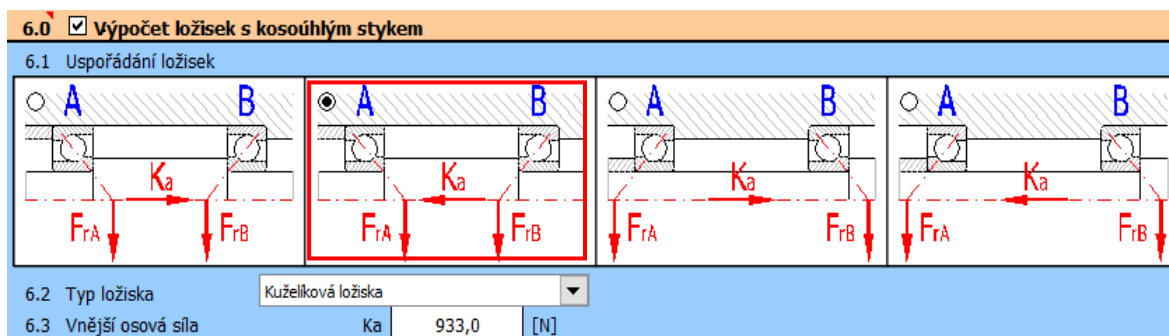 6.0 Výpočet ložisek s kosoúhlým stykem
6.1 Uspořádání ložisek
A B A B A B A B
Ka Ka Ka Ka
FrA FrB FrA FrB FrA FrB FrA FrB
6.2 Typ ložiska Kuželíková ložiska
6.3 Vnější osová síla Ka 933,0 [N]